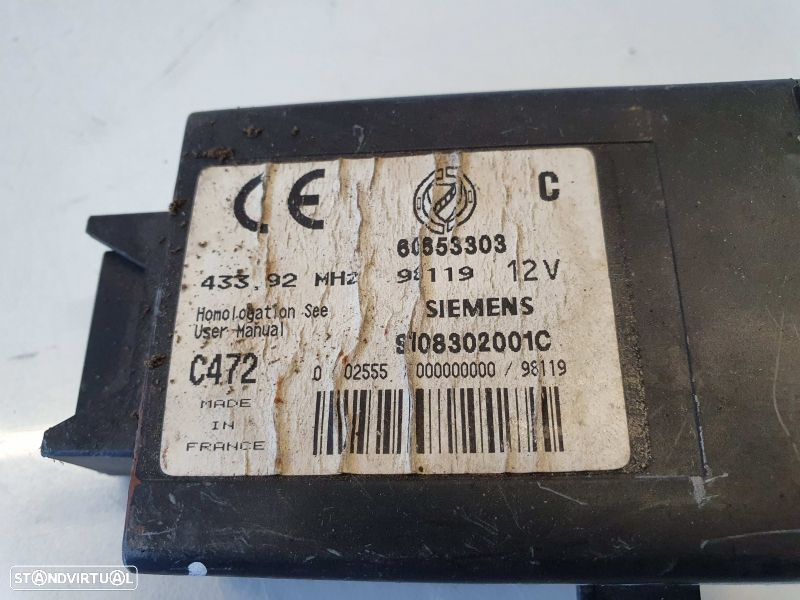 CE
C
60653303
433.92 MHZ 98119 12V
Homologation See
User Manual
SIEMENS
S108302001C
C472
0 02555 000000000 / 98119
MADE
IN
FRANCE
STANDVIRTUAL